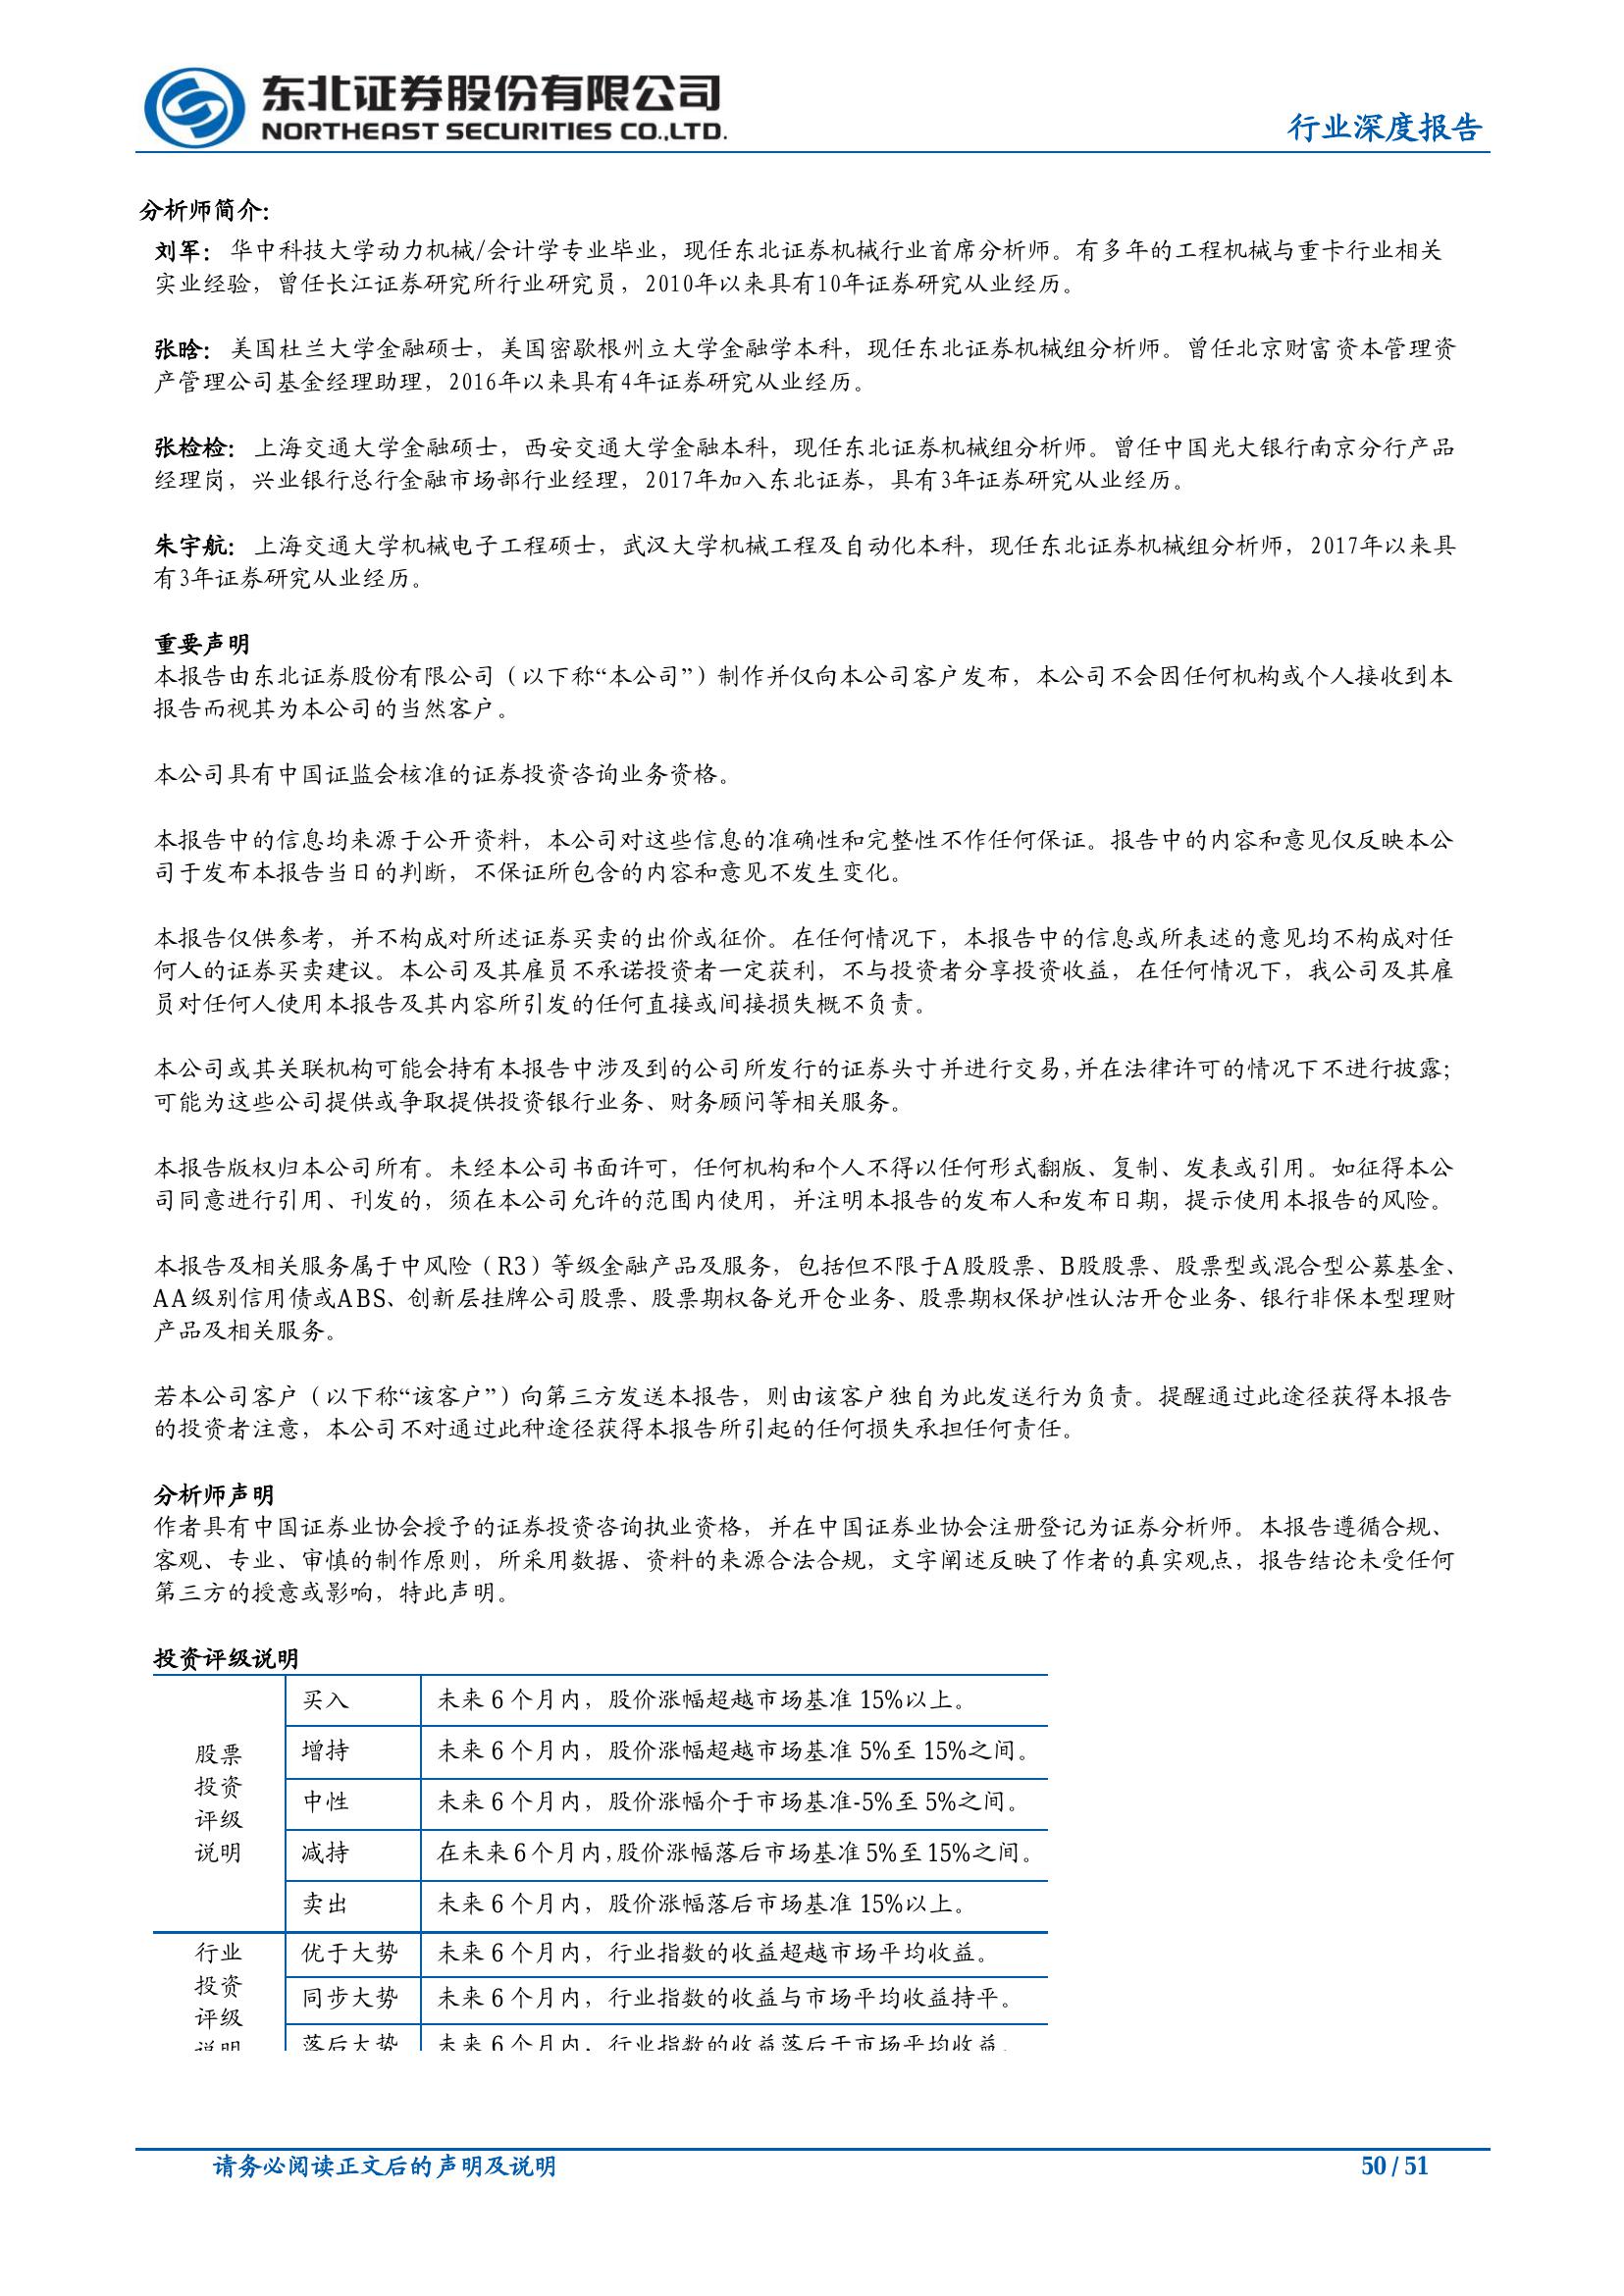 东北证券股份有限公司
NORTHEAST SECURITIES CO.,LTD.
行业深度报告
分析师简介:
刘军： 华中科技大学动力机械/会计学专业毕业，现任东北证券机械行业首席分析师。有多年的工程机械与重卡行业相关
实业经验，曾任长江证券研究所行业研究员，2010年以来具有10年证券研究从业经历。
张晗： 美国杜兰大学金融硕士，美国密歇根州立大学金融学本科，现任东北证券机械组分析师。曾任北京财富资本管理资
产管理公司基金经理助理，2016年以来具有4年证券研究从业经历。
张检检： 上海交通大学金融硕士，西安交通大学金融本科，现任东北证券机械组分析师。曾任中国光大银行南京分行产品
经理岗，兴业银行总行金融市场部行业经理，2017年加入东北证券，具有3年证券研究从业经历。
朱宇航： 上海交通大学机械电子工程硕士，武汉大学机械工程及自动化本科，现任东北证券机械组分析师，2017年以来具
有3年证券研究从业经历。
重要声明
本报告由东北证券股份有限公司（以下称“本公司”）制作并仅向本公司客户发布，本公司不会因任何机构或个人接收到本
报告而视其为本公司的当然客户。
本公司具有中国证监会核准的证券投资咨询业务资格。
本报告中的信息均来源于公开资料，本公司对这些信息的准确性和完整性不作任何保证。报告中的内容和意见仅反映本公
司于发布本报告当日的判断，不保证所包含的内容和意见不发生变化。
本报告仅供参考，并不构成对所述证券买卖的出价或征价。在任何情况下，本报告中的信息或所表述的意见均不构成对任
何人的证券买卖建议。本公司及其雇员不承诺投资者一定获利，不与投资者分享投资收益，在任何情况下，我公司及其雇
员对任何人使用本报告及其内容所引发的任何直接或间接损失概不负责。
本公司或其关联机构可能会持有本报告中涉及到的公司所发行的证券头寸并进行交易，并在法律许可的情况下不进行披露；
可能为这些公司提供或争取提供投资银行业务、财务顾问等相关服务。
本报告版权归本公司所有。未经本公司书面许可，任何机构和个人不得以任何形式翻版、复制、发表或引用。如征得本公
司同意进行引用、刊发的，须在本公司允许的范围内使用，并注明本报告的发布人和发布日期，提示使用本报告的风险。
本报告及相关服务属于中风险（R3）等级金融产品及服务，包括但不限于A股股票、B股股票、股票型或混合型公募基金、
AA级别信用债或ABS、创新层挂牌公司股票、股票期权备兑开仓业务、股票期权保护性认沽开仓业务、银行非保本型理财
产品及相关服务。
若本公司客户（以下称“该客户”）向第三方发送本报告，则由该客户独自为此发送行为负责。提醒通过此途径获得本报告
的投资者注意，本公司不对通过此种途径获得本报告所引起的任何损失承担任何责任。
分析师声明
作者具有中国证券业协会授予的证券投资咨询执业资格，并在中国证券业协会注册登记为证券分析师。本报告遵循合规、
客观、专业、审慎的制作原则，所采用数据、资料的来源合法合规，文字阐述反映了作者的真实观点，报告结论未受任何
第三方的授意或影响，特此声明。
投资评级说明
股票
投资
评级
说明
买入 未来 6 个月内，股价涨幅超越市场基准 15%以上。
增持 未来 6 个月内，股价涨幅超越市场基准 5%至 15%之间。
中性 未来 6 个月内，股价涨幅介于市场基准-5%至 5%之间。
减持 在未来 6 个月内，股价涨幅落后市场基准 5%至 15%之间。
卖出 未来 6 个月内，股价涨幅落后市场基准 15%以上。
行业
投资
评级
说明
优于大势 未来 6 个月内，行业指数的收益超越市场平均收益。
同步大势 未来 6 个月内，行业指数的收益与市场平均收益持平。
落后大势 未来 6 个月内，行业指数的收益落后于市场平均收益。
请务必阅读正文后的声明及说明
50 / 51